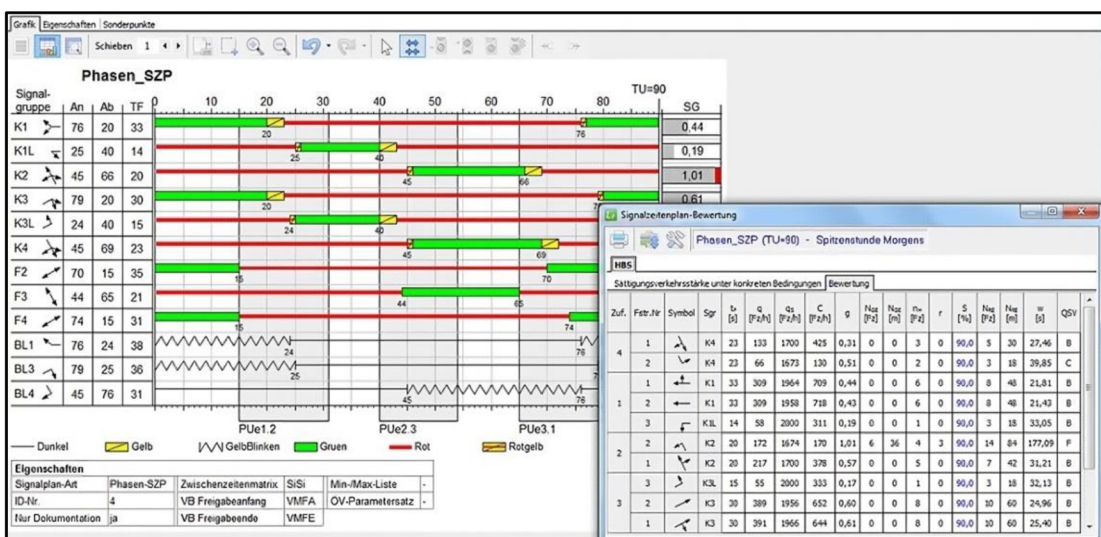 Grafik Eigenschaften Sonderpunkte
Schieben 1
Phasen_SZP
TU=90
Signal-
gruppe An Ab TF 0 10 20 30 40 50 60 70 80 SG
K1 76 20 33 20 76 0,44
K1L 25 40 14 25 40 0,19
K2 45 66 20 45 66 1,01
K3 79 20 30 20 0,61
K3L 24 40 15 24 40
K4 45 69 23 45 69
F2 70 15 35 15 70
F3 44 65 21 44 65
F4 74 15 31 15 74
BL1 76 24 38 24 76
BL3 79 25 36 25
BL4 45 76 31 45 76
PUe1.2 PUe2.3 PUe3.1
Dunkel Gelb GelbBlinken Gruen Rot Rotgelb
Eigenschaften
Signalplan-Art Phasen-SZP Zwischenzeitenmatrix SiSi Min-/Max-Liste -
ID-Nr. 4 VB Freigabeanfang VMFA ÖV-Parametersatz -
Nur Dokumentation ja VB Freigabeende VMFE
Signalzeitenplan-Bewertung
Phasen_SZP (TU=90) - Spitzenstunde Morgens
HBS
Sättigungsverkehrsstärke unter konkreten Bedingungen Bewertung
Zuf. Fstr.Nr Symbol Sgr [s] q [Fz/h] qs [Fz/h] C [Fz/h] g NGE [Fz] NGE [m] [Fz] r S [%] [Fz] [m] w [s] QSV
4 1 K4 23 133 1700 425 0,31 0 0 3 0 90,0 5 30 27,46 B
2 K4 23 66 1673 130 0,51 0 0 2 0 90,0 3 18 39,85 C
1 1 K1 33 309 1964 709 0,44 0 0 6 0 90,0 8 48 21,81 B
2 K1 33 309 1958 718 0,43 0 0 6 0 90,0 8 48 21,43 B
3 K1L 14 58 2000 311 0,19 0 0 1 0 90,0 3 18 33,05 B
2 2 K2 20 172 1674 170 1,01 6 36 4 3 90,0 14 84 177,09 F
1 K2 20 217 1700 378 0,57 0 0 5 0 90,0 7 42 31,21 B
3 3 K3L 15 55 2000 333 0,17 0 0 1 0 90,0 3 18 32,13 B
2 K3 30 389 1956 652 0,60 0 0 8 0 90,0 10 60 24,96 B
1 K3 30 391 1966 644 0,61 0 0 8 0 90,0 10 60 25,40 B